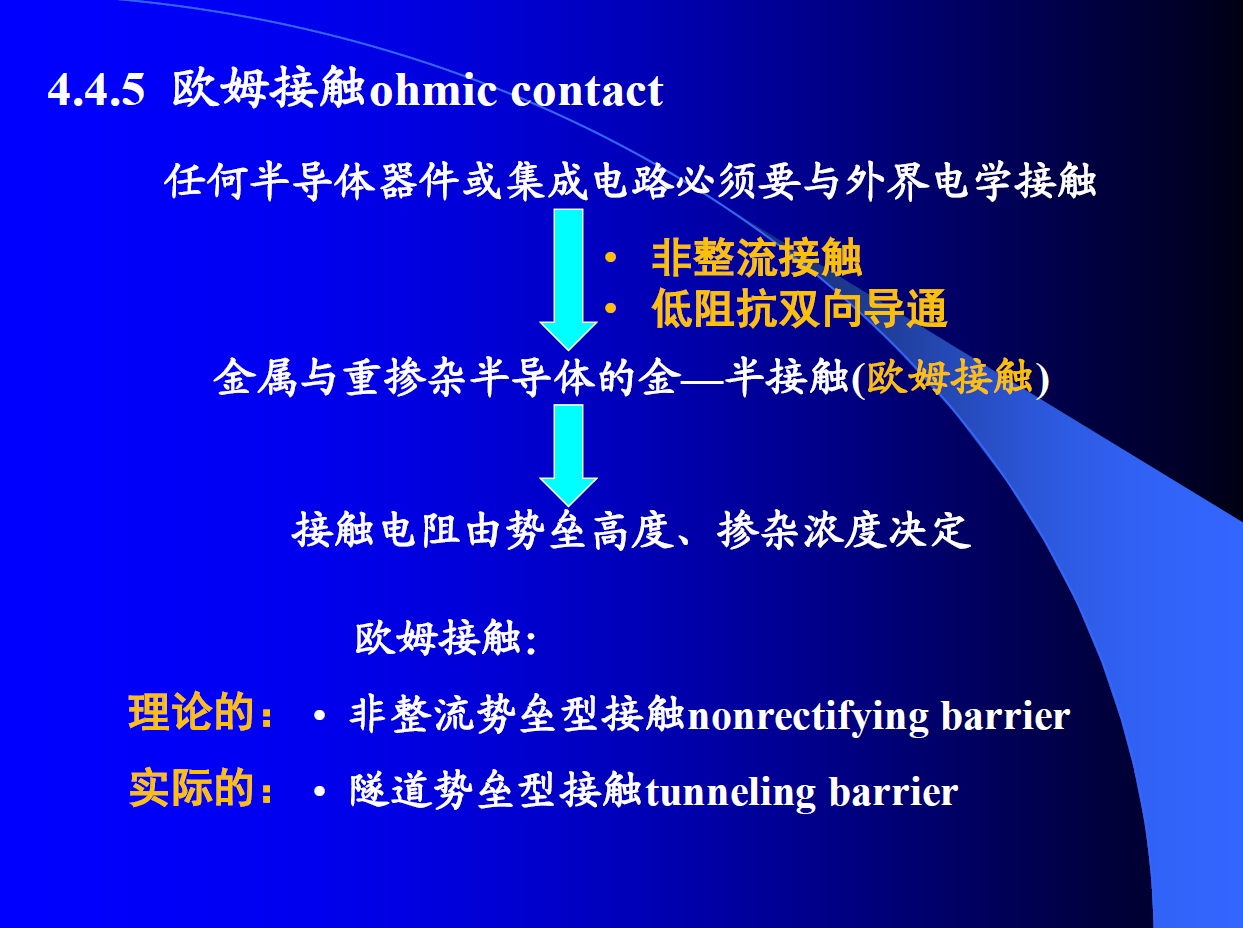 4.4.5 欧姆接触ohmic contact
任何半导体器件或集成电路必须要与外界电学接触
• 非整流接触
• 低阻抗双向导通
金属与重掺杂半导体的金—半接触(欧姆接触)
接触电阻由势垒高度、掺杂浓度决定
欧姆接触:
理论的： • 非整流势垒型接触nonrectifying barrier
实际的： • 隧道势垒型接触tunneling barrier